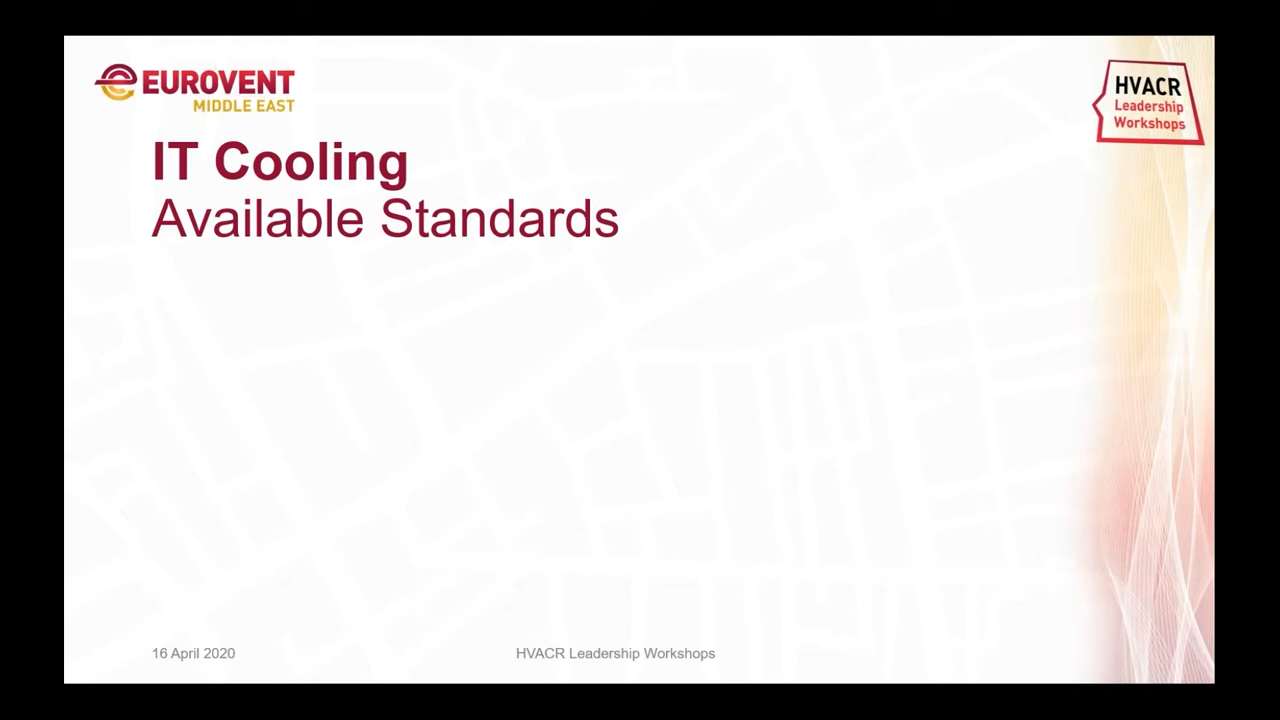 EUROVENT
MIDDLE EAST
HVACR
Leadership
Workshops
IT Cooling
Available Standards
16 April 2020
HVACR Leadership Workshops